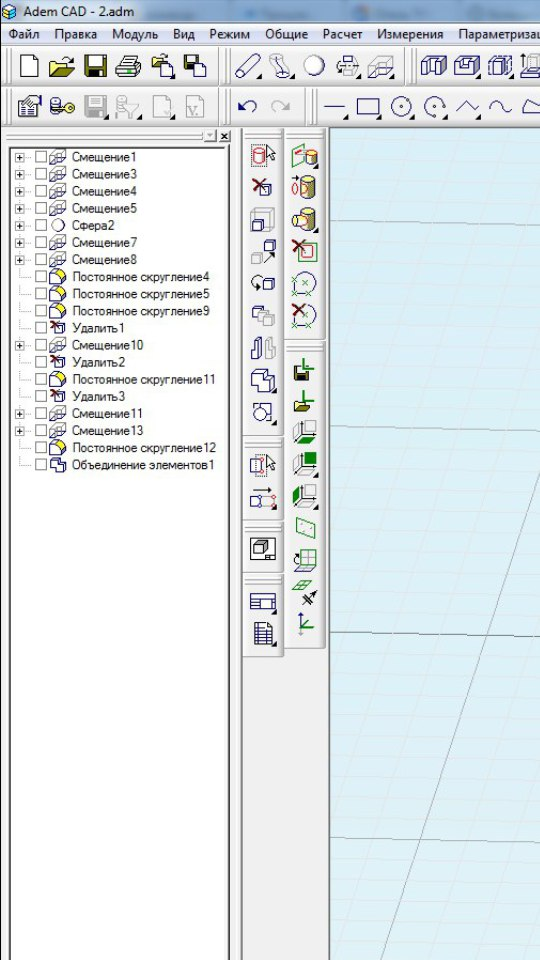 Adem CAD - 2.adm
Файл Правка Модуль Вид Режим Общие Расчет Измерения Параметриза
Смещение1
Смещение3
Смещение4
Смещение5
Сфера2
Смещение7
Смещение8
Постоянное скругление4
Постоянное скругление5
Постоянное скругление9
Удалить1
Смещение10
Удалить2
Постоянное скругление11
Удалить3
Смещение11
Смещение13
Постоянное скругление12
Объединение элементов1